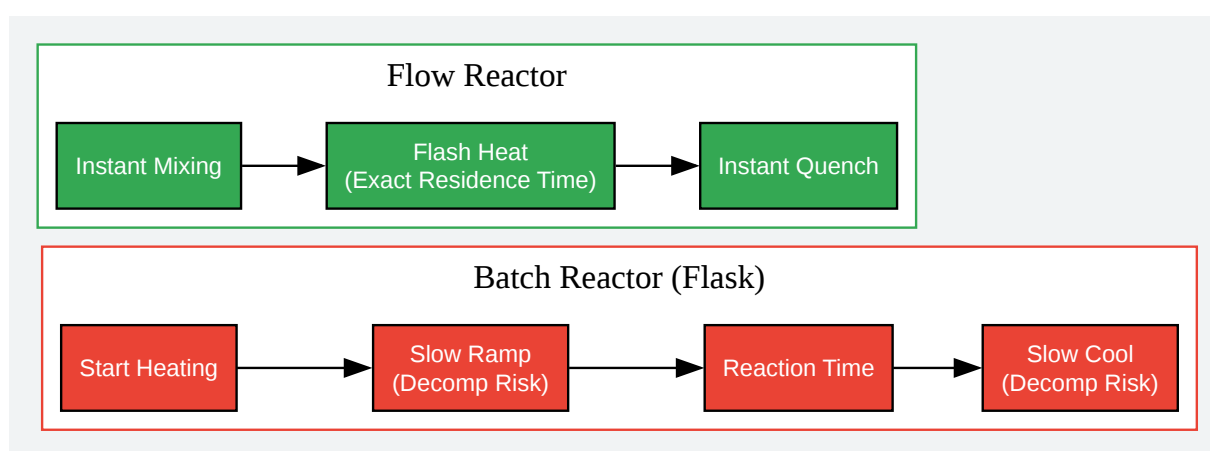 Flow Reactor
Instant Mixing
Flash Heat
(Exact Residence Time)
Instant Quench
Batch Reactor (Flask)
Start Heating
Slow Ramp
(Decomp Risk)
Reaction Time
Slow Cool
(Decomp Risk)